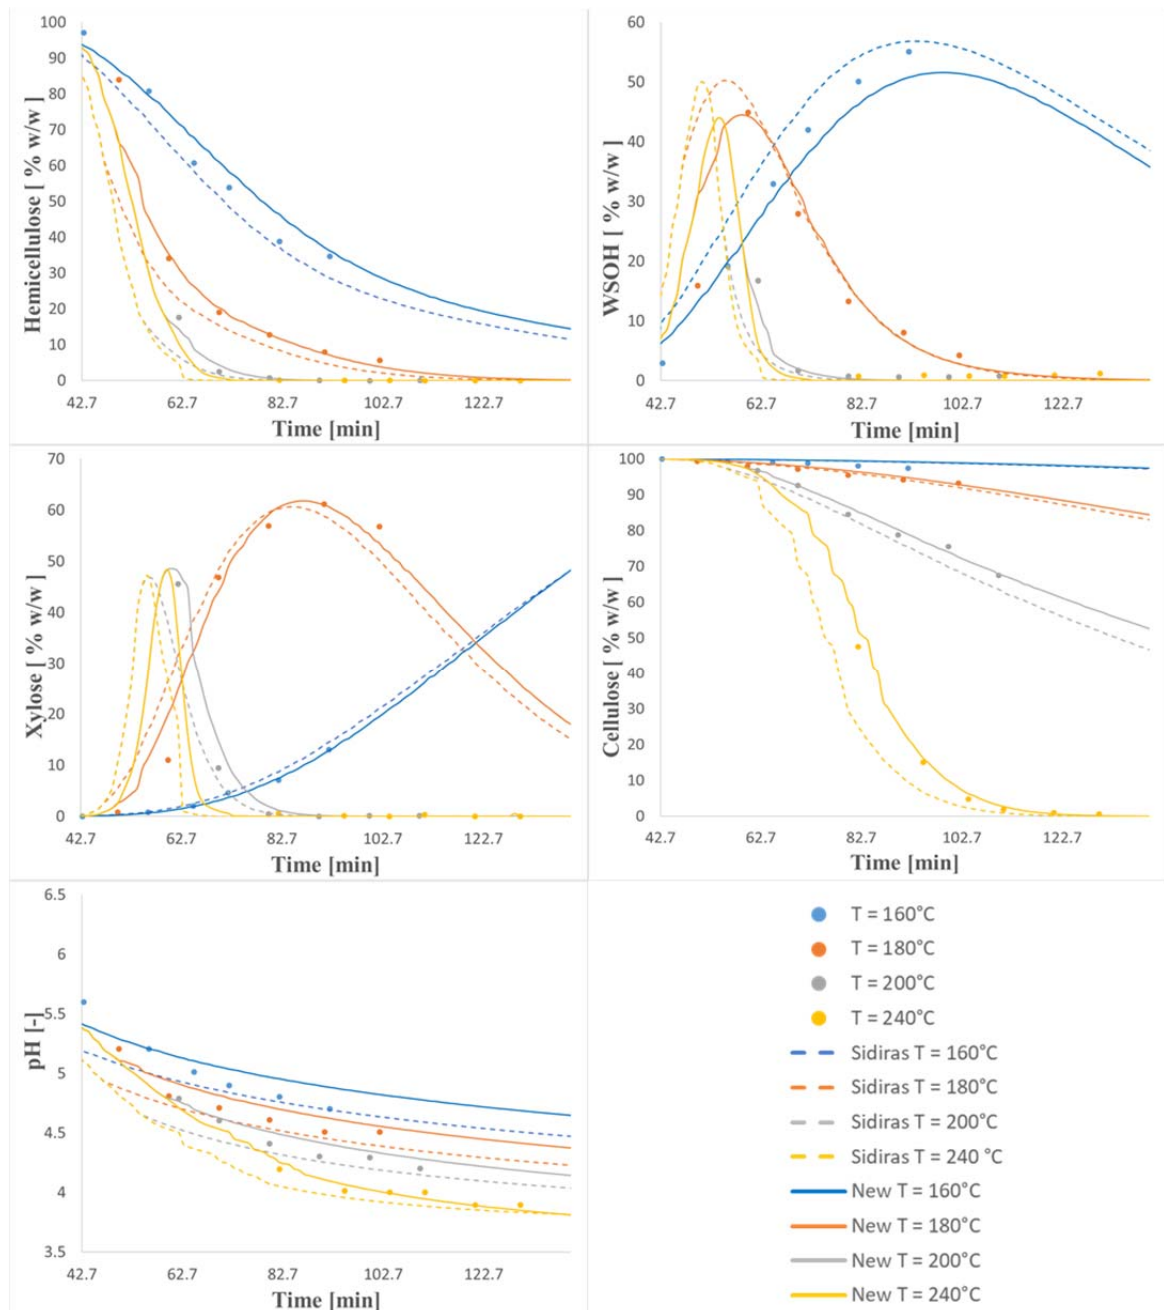 Hemicellulose [ % w/w]
100
90
80
70
60
50
40
30
20
10
0
42.7 62.7 82.7 102.7 122.7
Time [min]
WSOH [ % w/w]
60
50
40
30
20
10
0
42.7 62.7 82.7 102.7 122.7
Time [min]
Xylose [ % w/w]
70
60
50
40
30
20
10
0
42.7 62.7 82.7 102.7 122.7
Time [min]
Cellulose [ % w/w]
100
90
80
70
60
50
40
30
20
10
0
42.7 62.7 82.7 102.7 122.7
Time [min]
pH [-]
6.5
6
5.5
5
4.5
4
3.5
42.7 62.7 82.7 102.7 122.7
Time [min]
T = 160°C
T = 180°C
T = 200°C
T = 240°C
Sidiras T = 160°C
Sidiras T = 180°C
Sidiras T = 200°C
Sidiras T = 240 °C
New T = 160°C
New T = 180°C
New T = 200°C
New T = 240°C